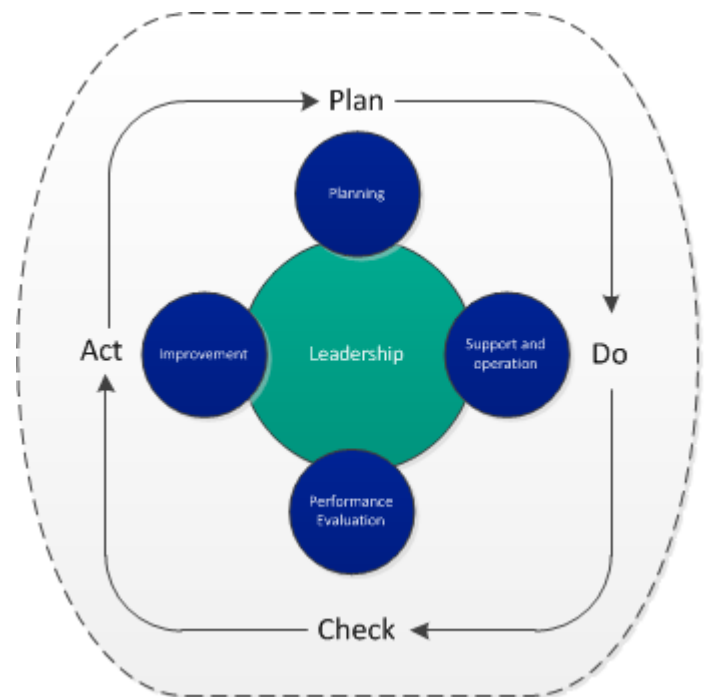 Plan
Planning
Act
Improvement
Leadership
Support and
operation
Do
Performance
Evaluation
Check